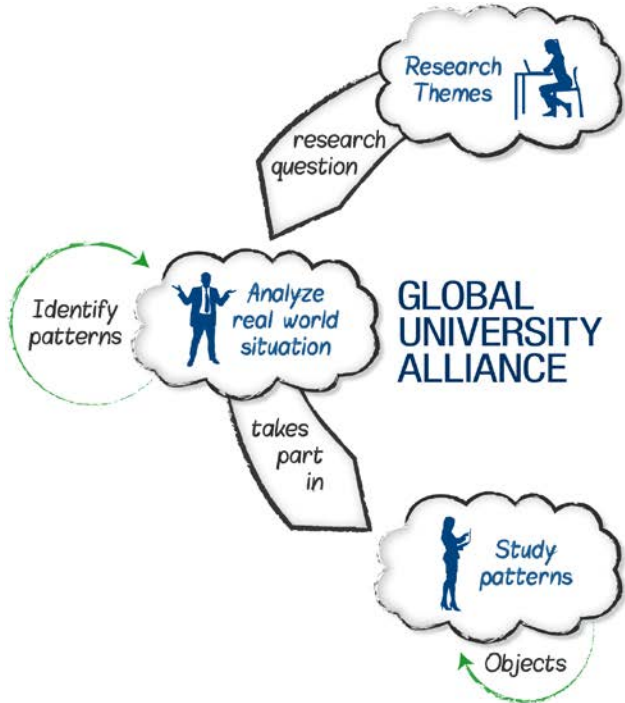 Research
Themes
research
question
Identify
patterns
Analyze
real world
situation
GLOBAL
UNIVERSITY
ALLIANCE
takes
part
in
Study
patterns
Objects